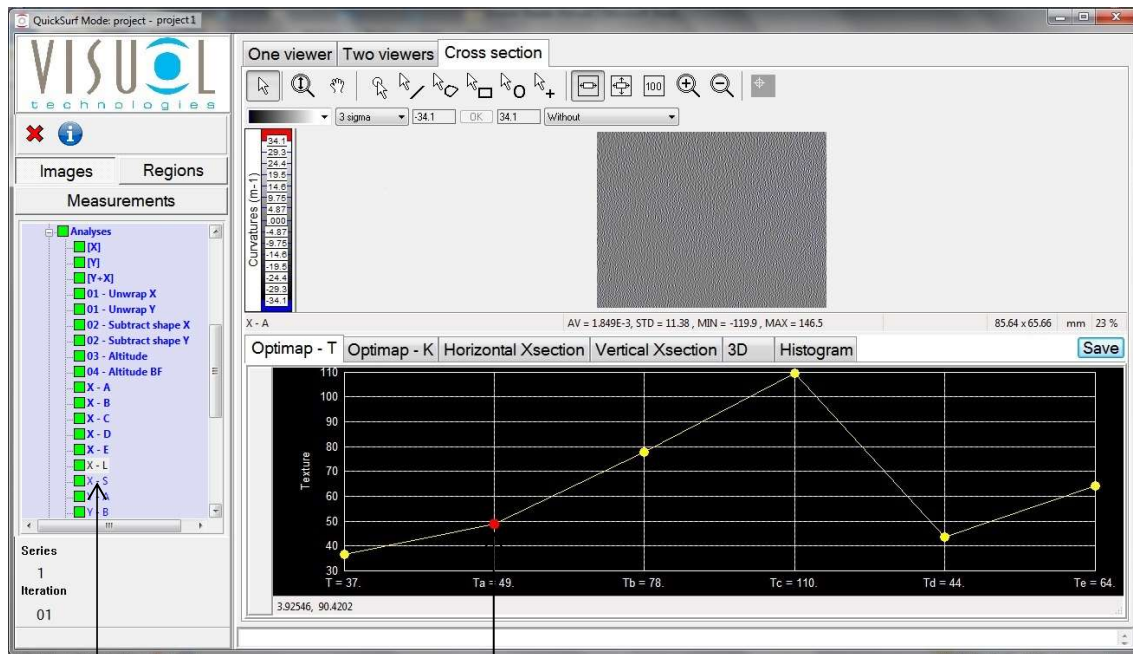 QuickSurf Mode: project - project1
VISUOL
technologies
Images Regions
Measurements
Analyses
[X]
[Y]
[Y+X]
01 - Unwrap X
01 - Unwrap Y
02 - Subtract shape X
02 - Subtract shape Y
03 - Altitude
04 - Altitude BF
X - A
X - B
X - C
X - D
X - E
X - L
X - S
Y - B
Series
1
Iteration
01
One viewer Two viewers Cross section
100
3 sigma -34.1 OK 34.1 Without
Curvatures (m-1)
34.1
29.3
24.4
19.5
14.6
9.75
4.87
.000
-4.87
-9.75
-14.6
-19.5
-24.4
-29.3
-34.1
X - A AV = 1.849E-3, STD = 11.38 , MIN = -119.9 , MAX = 146.5 85.64 x 65.66 mm 23 %
Optimap - T Optimap - K Horizontal Xsection Vertical Xsection 3D Histogram Save
Texture
110
100
90
80
70
60
50
40
30
T = 37. Ta = 49. Tb = 78. Tc = 110. Td = 44. Te = 64.
3.92546, 90.4202